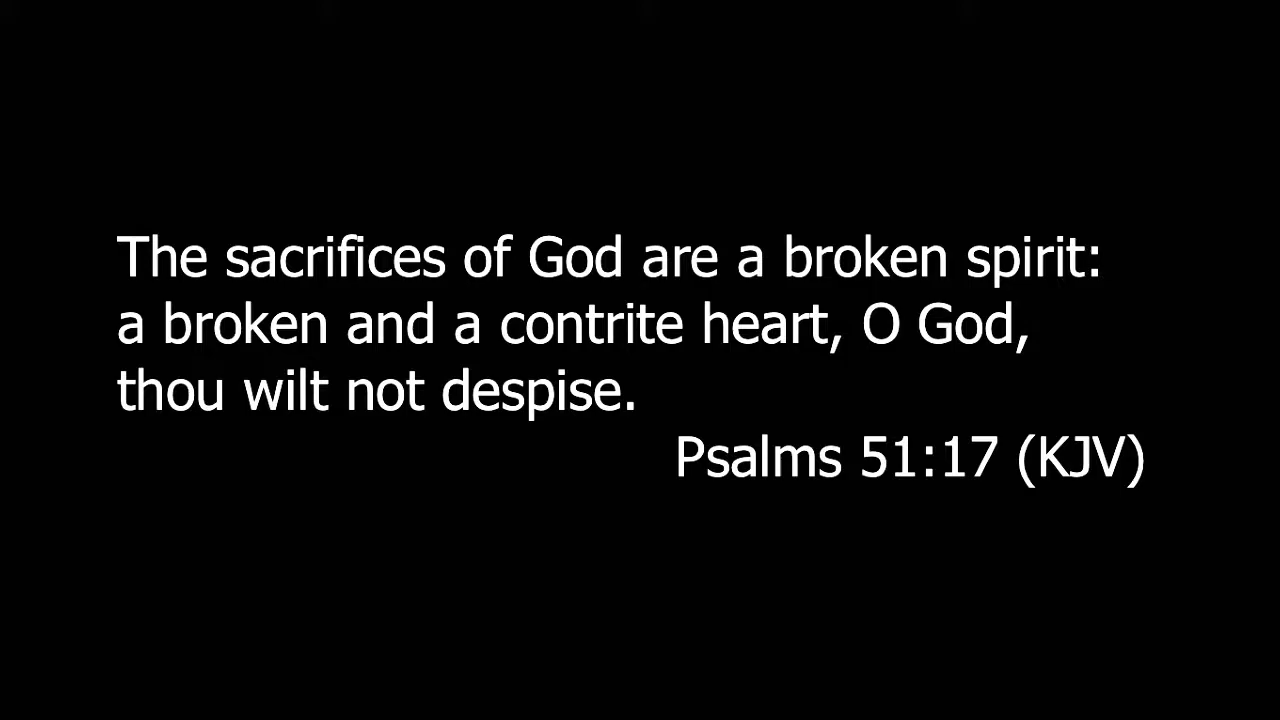 The sacrifices of God are a broken spirit:
a broken and a contrite heart, O God,
thou wilt not despise.
Psalms 51:17 (KJV)